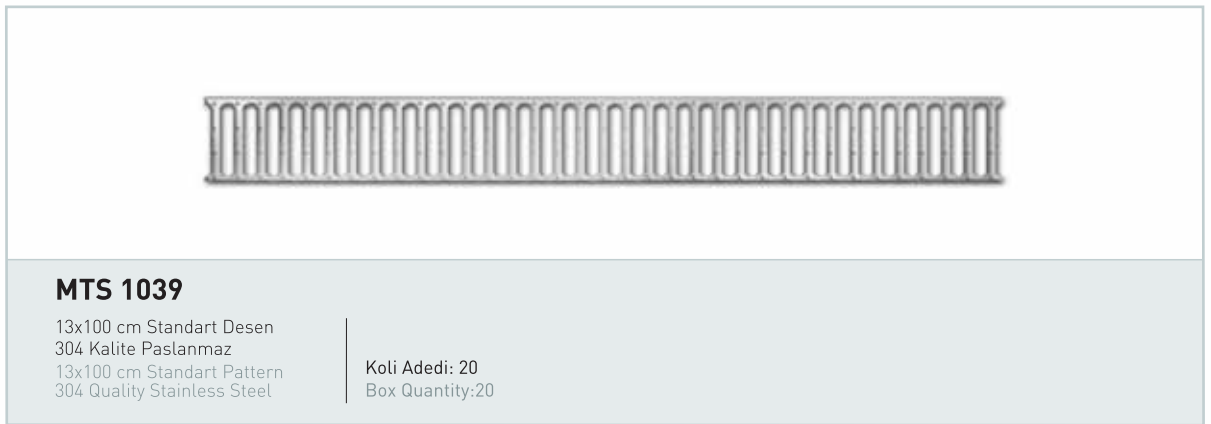 MTS 1039
13x100 cm Standart Desen
304 Kalite Paslanmaz
13x100 cm Standart Pattern
304 Quality Stainless Steel
Koli Adedi: 20
Box Quantity:20